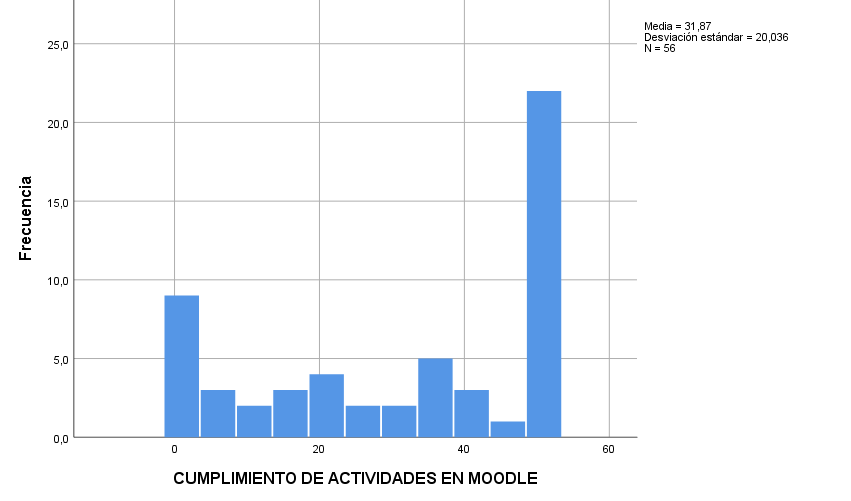 Media = 31,87
Desviación estándar = 20,036
N = 56
Frecuencia
25,0
20,0
15,0
10,0
5,0
0,0
0 20 40 60
CUMPLIMIENTO DE ACTIVIDADES EN MOODLE